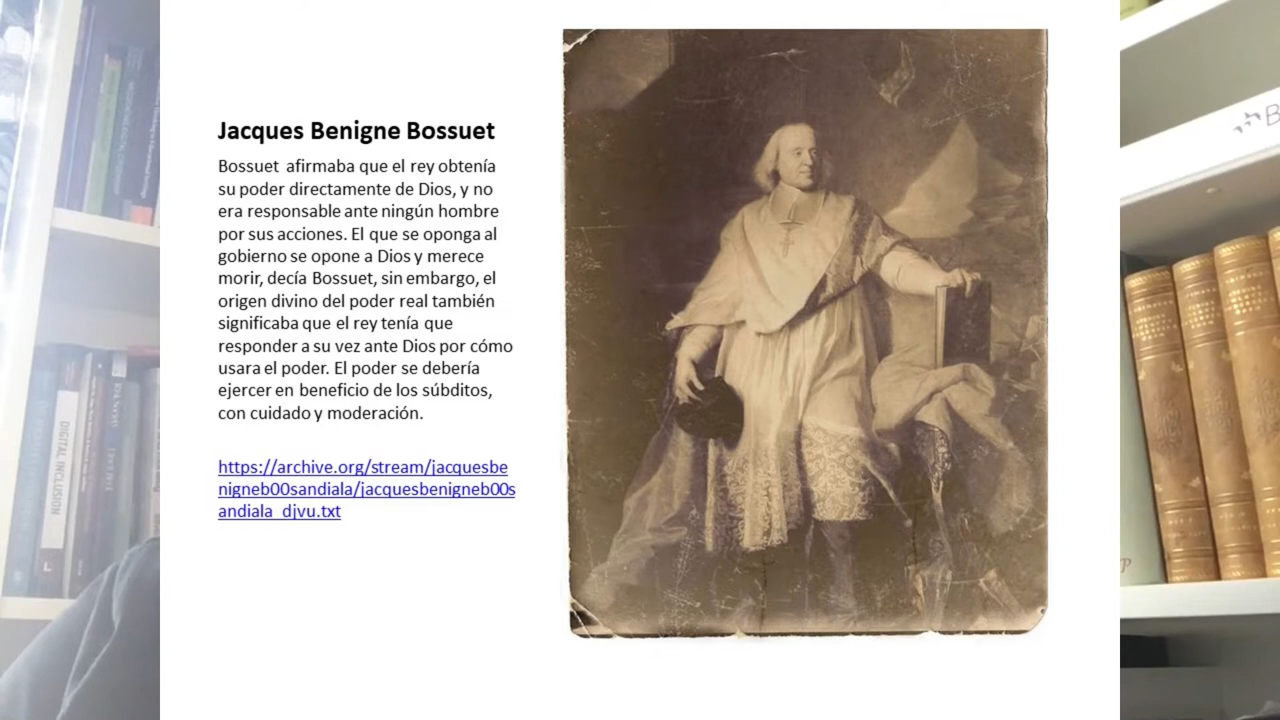 Jacques Benigne Bossuet
Bossuet afirmaba que el rey obtenía
su poder directamente de Dios, y no
era responsable ante ningún hombre
por sus acciones. El que se oponga al
gobierno se opone a Dios y merece
morir, decía Bossuet, sin embargo, el
origen divino del poder real también
significaba que el rey tenía que
responder a su vez ante Dios por cómo
usara el poder. El poder se debería
ejercer en beneficio de los súbditos,
con cuidado y moderación.
https://archive.org/stream/jacquesbe
nigneb00sandiala/jacquesbenigneb00s
andiala_djvu.txt
DIGITAL INCLUSION